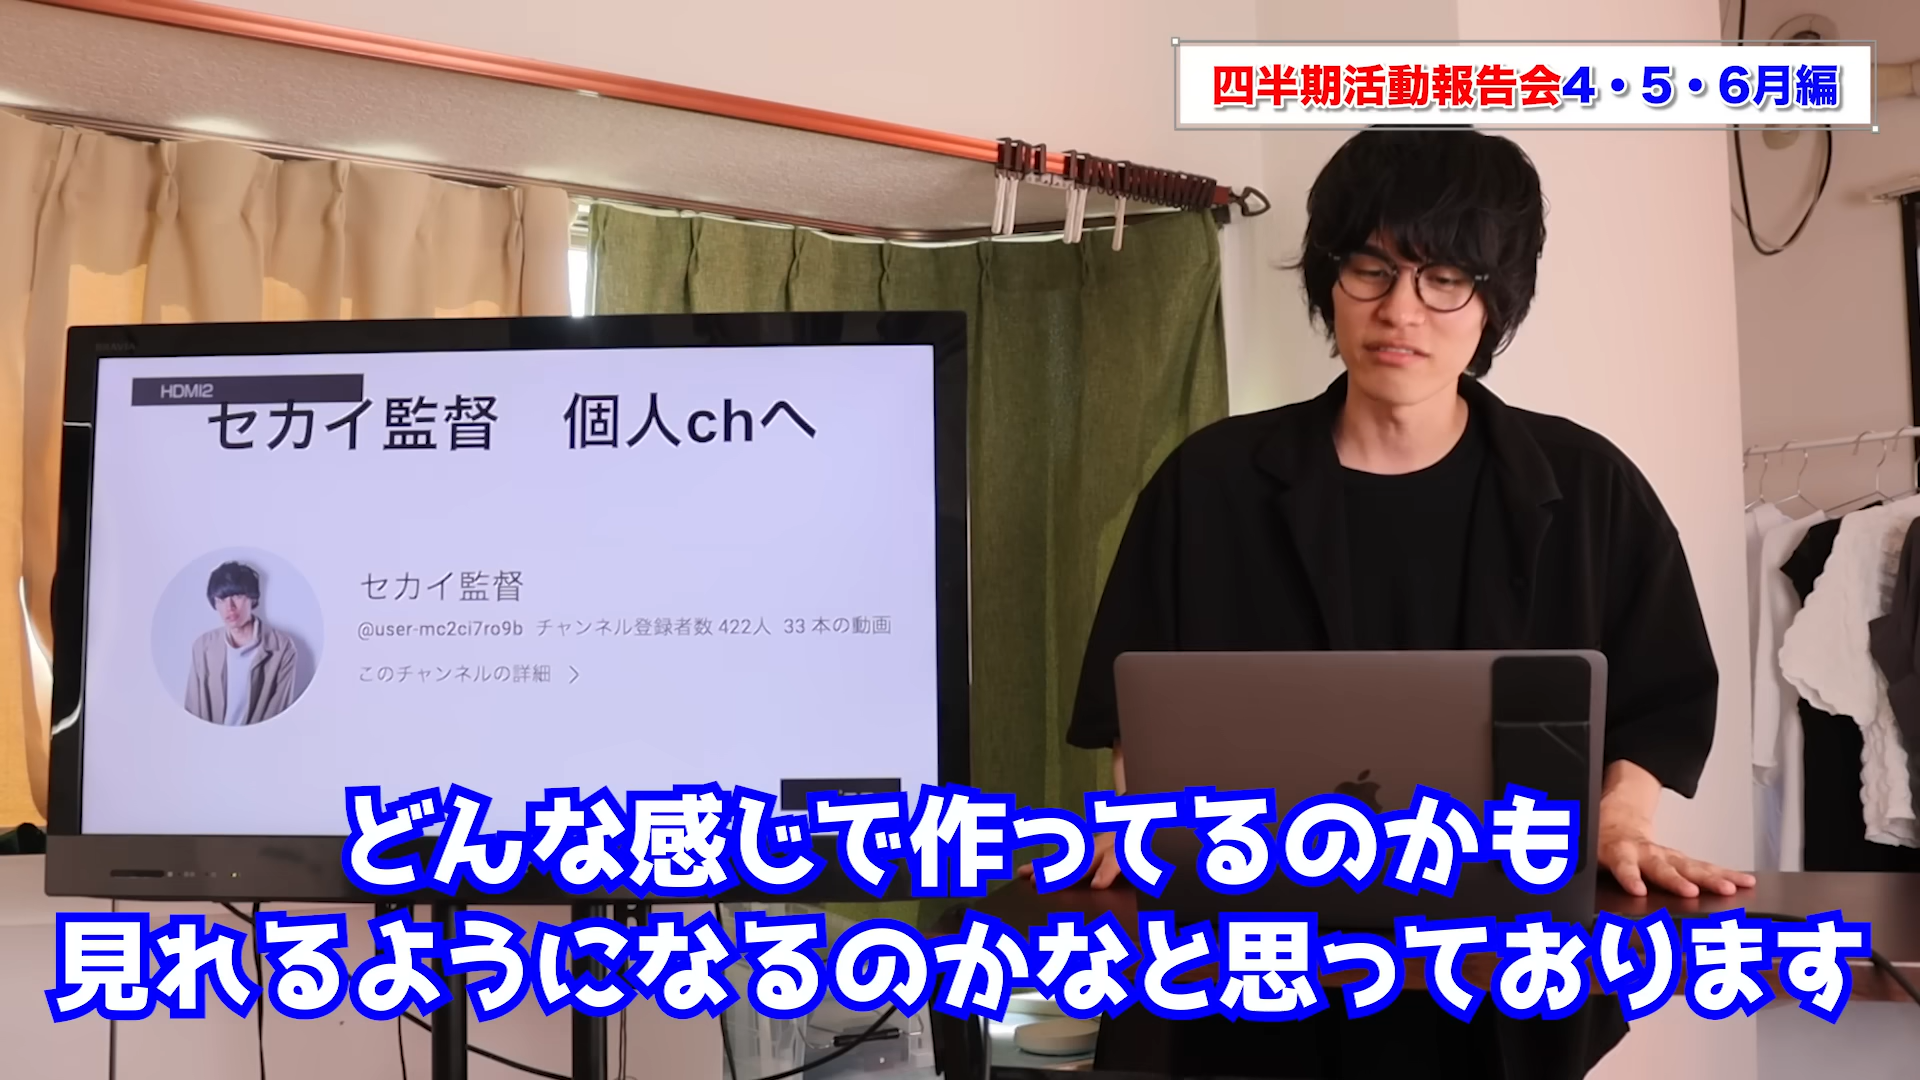 四半期活動報告会4・5・6月編
BRAVIA
HDMI2
セカイ監督　個人chへ
セカイ監督
@user-mc2ci7ro9b チャンネル登録者数 422人 33 本の動画
このチャンネルの詳細 >
どんな感じで作ってるのかも
見れるようになるのかなと思っております